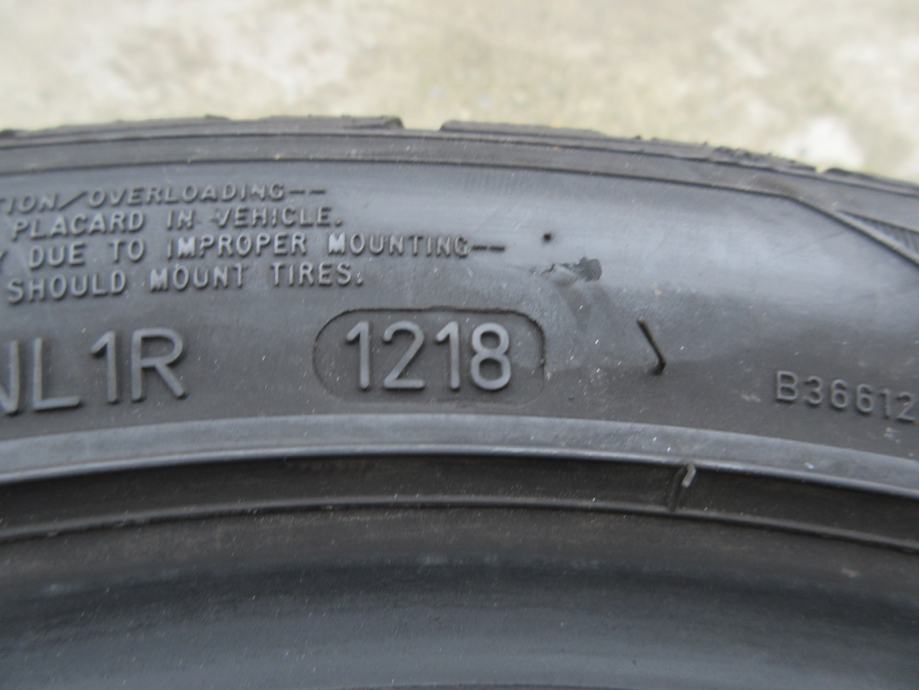 TION/OVERLOADING--
PLACARD IN VEHICLE.
Y DUE TO IMPROPER MOUNTING--
SHOULD MOUNT TIRES.
NL1R 1218 B36612